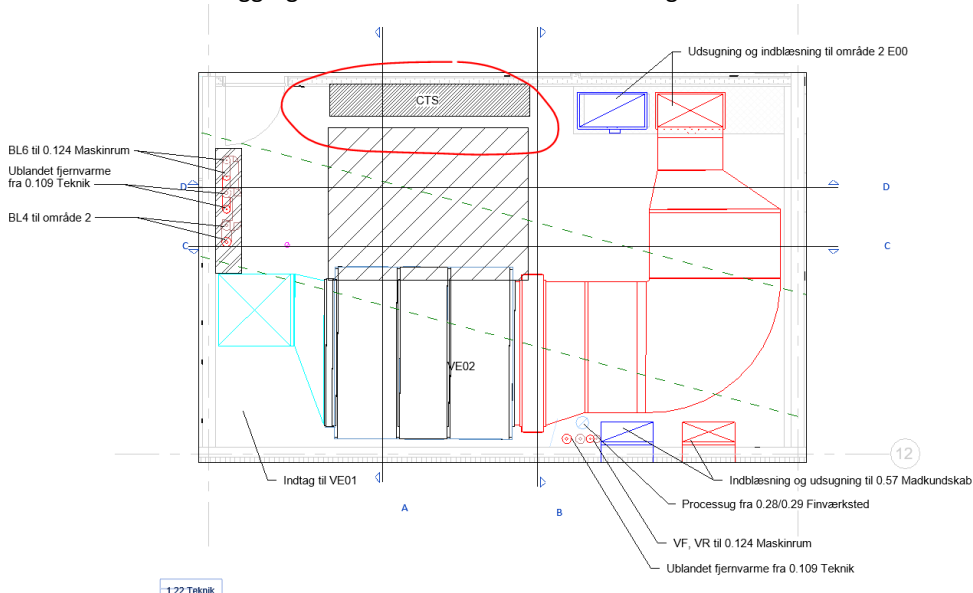 Udsugning og indblæsning til område 2 E00
CTS
BL6 til 0.124 Maskinrum
Ublandet fjernvarme
fra 0.109 Teknik
D
D
BL4 til område 2
C
C
VE02
12
Indtag til VE01
Indblæsning og udsugning til 0.57 Madkundskab
A
Processug fra 0.28/0.29 Finværksted
B
VF, VR til 0.124 Maskinrum
Ublandet fjernvarme fra 0.109 Teknik
1.22 Teknik